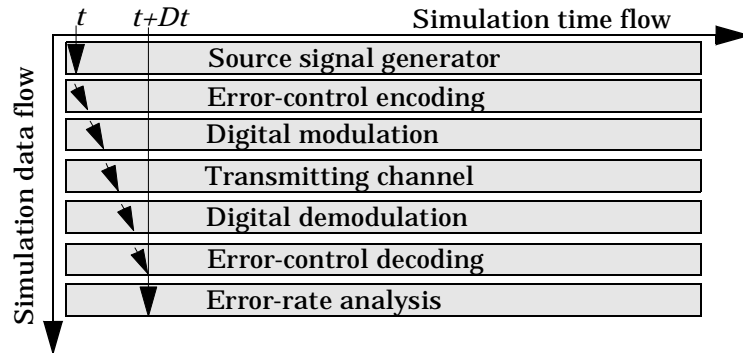 t t+Dt Simulation time flow
Simulation data flow
Source signal generator
Error-control encoding
Digital modulation
Transmitting channel
Digital demodulation
Error-control decoding
Error-rate analysis